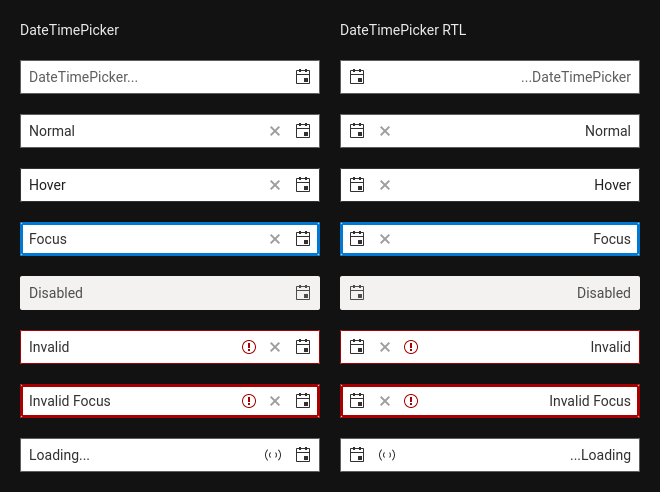 DateTimePicker
DateTimePicker RTL
DateTimePicker...
...DateTimePicker
Normal
Normal
Hover
Hover
Focus
Focus
Disabled
Disabled
Invalid
Invalid
Invalid Focus
Invalid Focus
Loading...
...Loading